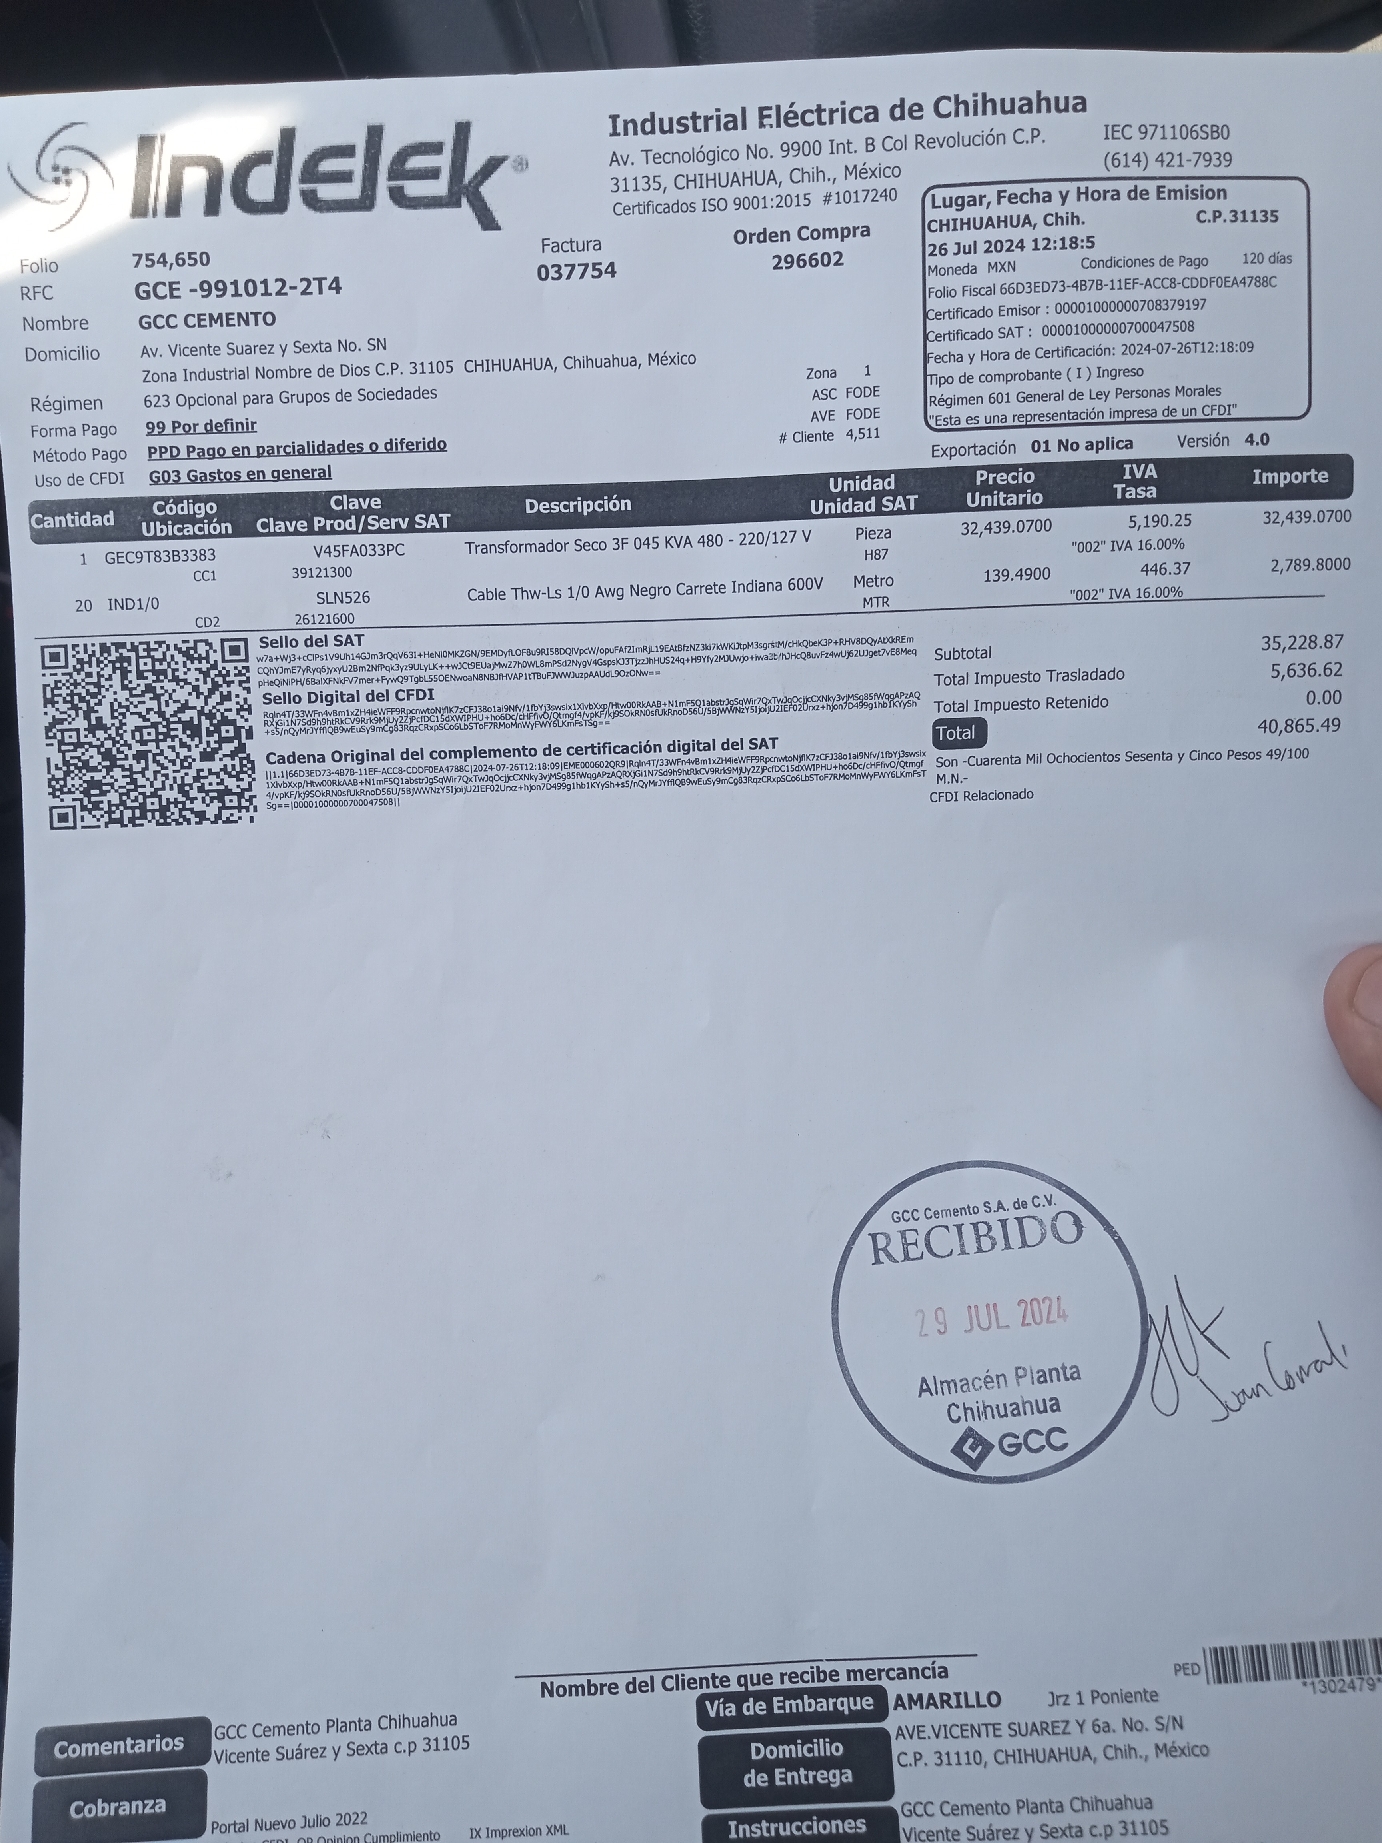 Indelek®
Industrial Eléctrica de Chihuahua
Av. Tecnológico No. 9900 Int. B Col Revolución C.P.
31135, CHIHUAHUA, Chih., México
Certificados ISO 9001:2015 #1017240
IEC 971106SB0
(614) 421-7939
Lugar, Fecha y Hora de Emision
CHIHUAHUA, Chih. C.P.31135
26 Jul 2024 12:18:5
Moneda MXN Condiciones de Pago 120 días
Folio Fiscal 66D3ED73-4B7B-11EF-ACC8-CDDF0EA4788C
Certificado Emisor : 00001000000708379197
Certificado SAT : 00001000000700047508
Fecha y Hora de Certificación: 2024-07-26T12:18:09
Tipo de comprobante ( I ) Ingreso
Régimen 601 General de Ley Personas Morales
"Esta es una representación impresa de un CFDI"
Exportación 01 No aplica Versión 4.0
Folio 754,650
Factura
037754
Orden Compra
296602
RFC GCE -991012-2T4
Nombre GCC CEMENTO
Domicilio Av. Vicente Suarez y Sexta No. SN
Zona Industrial Nombre de Dios C.P. 31105 CHIHUAHUA, Chihuahua, México
Régimen 623 Opcional para Grupos de Sociedades
Forma Pago 99 Por definir
Método Pago PPD Pago en parcialidades o diferido
Uso de CFDI G03 Gastos en general
Zona 1
ASC FODE
AVE FODE
# Cliente 4,511
Cantidad Código Ubicación Clave Clave Prod/Serv SAT Descripción Unidad Unidad SAT Precio Unitario IVA Tasa Importe
1 GEC9T83B3383 V45FA033PC Transformador Seco 3F 045 KVA 480 - 220/127 V Pieza 32,439.0700 5,190.25 32,439.0700
CC1 39121300 H87 "002" IVA 16.00%
20 IND1/0 SLN526 Cable Thw-Ls 1/0 Awg Negro Carrete Indiana 600V Metro 139.4900 446.37 2,789.8000
CD2 26121600 MTR "002" IVA 16.00%
Sello del SAT
Sello Digital del CFDI
Cadena Original del complemento de certificación digital del SAT
Sg==|00001000000700047508||
Subtotal 35,228.87
Total Impuesto Trasladado 5,636.62
Total Impuesto Retenido 0.00
Total 40,865.49
Son -Cuarenta Mil Ochocientos Sesenta y Cinco Pesos 49/100
M.N.-
CFDI Relacionado
GCC Cemento S.A. de C.V.
RECIBIDO
29 JUL 2024
Almacén Planta
Chihuahua
GCC
Juan Corral
Nombre del Cliente que recibe mercancía
PED
*1302479*
Vía de Embarque AMARILLO Jrz 1 Poniente
Domicilio de Entrega AVE.VICENTE SUAREZ Y 6a. No. S/N
C.P. 31110, CHIHUAHUA, Chih., México
Instrucciones GCC Cemento Planta Chihuahua
Vicente Suárez y Sexta c.p 31105
Comentarios GCC Cemento Planta Chihuahua
Vicente Suárez y Sexta c.p 31105
Cobranza Portal Nuevo Julio 2022
Opinion Cumplimiento IX Imprexion XML